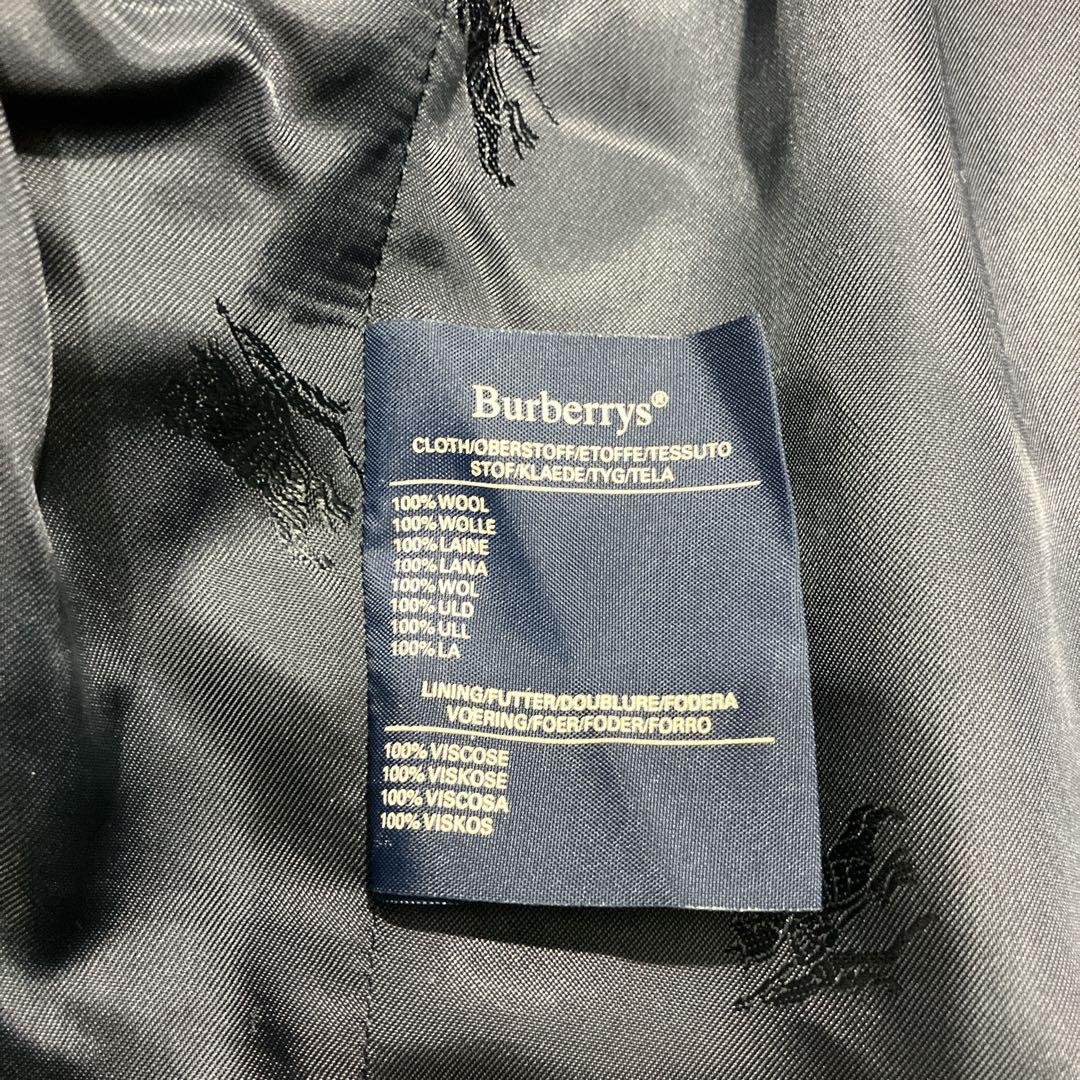 Burberrys®
CLOTH/OBERSTOFF/ETOFFE/TESSUTO
STOF/KLAEDE/TYG/TELA
100% WOOL
100% WOLLE
100% LAINE
100% LANA
100% WOL
100% ULD
100% ULL
100% LA
LINING/FUTTER/DOUBLURE/FODERA
VOERING/FOER/FODER/FORRO
100% VISCOSE
100% VISKOSE
100% VISCOSA
100% VISKOS